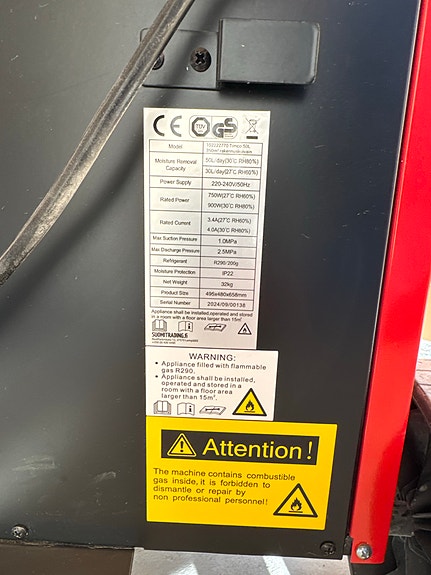 CE TÜV GS
Model 102222770 Timco 50L
50L/day(30℃ RH80%)
Moisture Removal Capacity
30L/day(27℃ RH60%)
Power Supply 220-240V/50Hz
Rated Power 750W(27℃ RH60%)
900W(30℃ RH80%)
Rated Current 3.4A(27℃ RH60%)
4.0A(30℃ RH80%)
Max Suction Pressure 1.0MPa
Max Discharge Pressure 2.5MPa
Refrigerant R290/200g
Moisture Protection IP22
Net Weight 32kg
Product Size 495x480x658mm
Serial Number 2024/09/00138
Appliance shall be installed,operated and stored
in a room with a floor area larger than 15㎡
SUOMITRADING.fi
WARNING:
• Appliance filled with flammable
gas R290.
• Appliance shall be installed,
operated and stored in a
room with a floor area
larger than 15m².
Attention!
The machine contains combustible
gas inside, it is forbidden to
dismantle or repair by
non professional personnel!